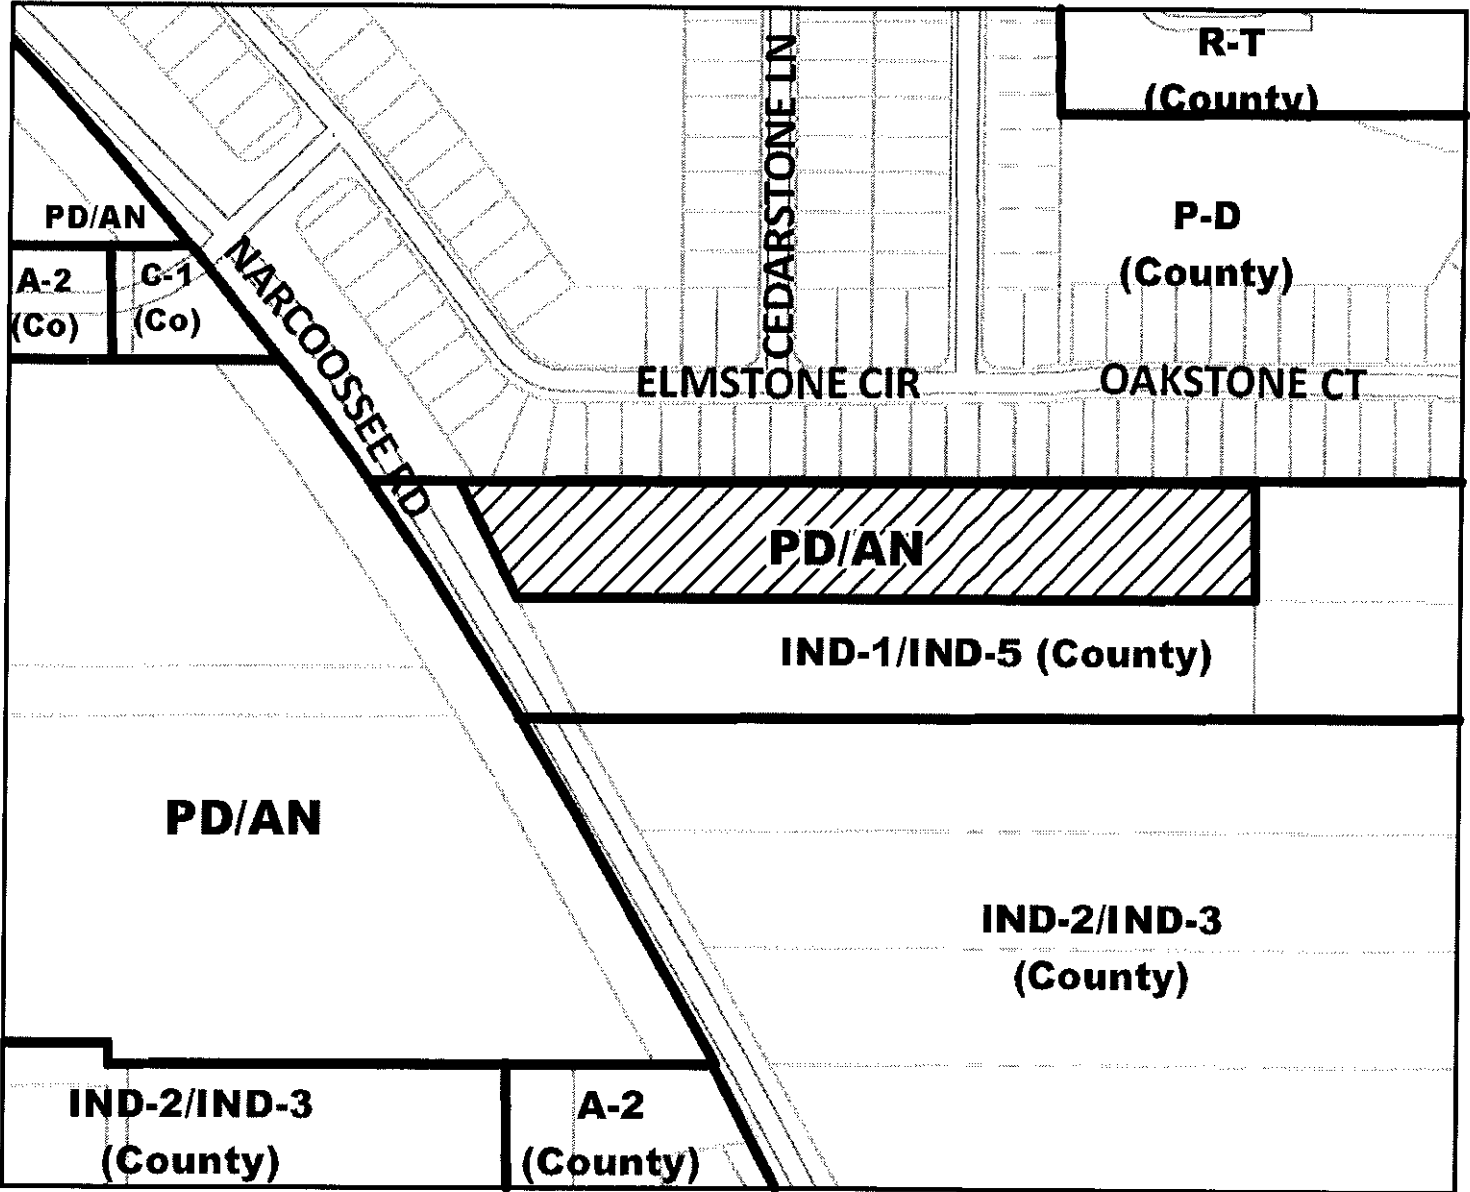 R-T
(County)
CEDARSTONE LN
PD/AN
P-D
(County)
A-2
(Co)
C-1
(Co)
NARCOOSSEE RD
ELMSTONE CIR
OAKSTONE CT
PD/AN
IND-1/IND-5 (County)
PD/AN
IND-2/IND-3
(County)
IND-2/IND-3
(County)
A-2
(County)